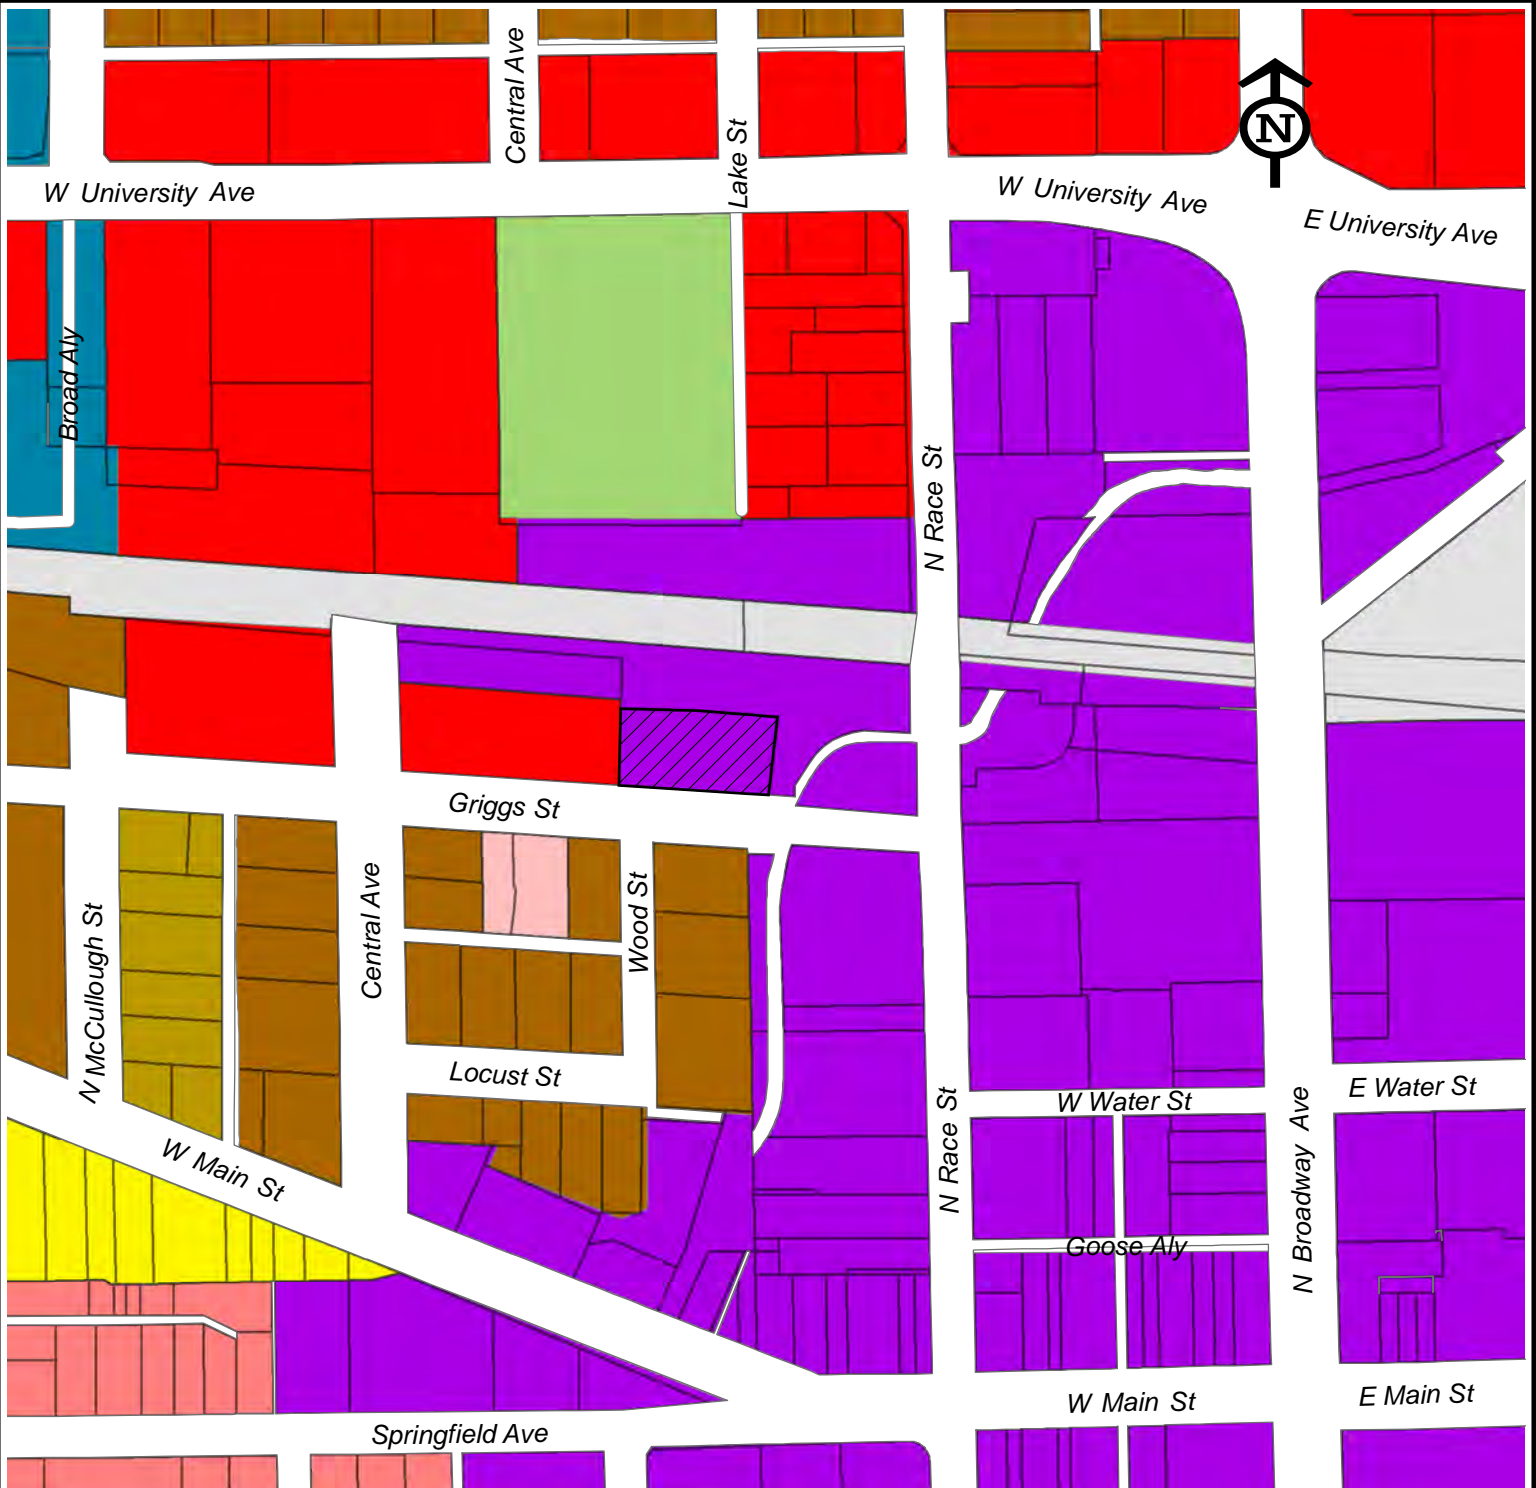 Central Ave
Lake St
N
W University Ave
W University Ave
E University Ave
Broad Aly
N Race St
Griggs St
N McCullough St
Central Ave
Wood St
Locust St
W Main St
N Race St
W Water St
E Water St
Goose Aly
N Broadway Ave
W Main St
E Main St
Springfield Ave